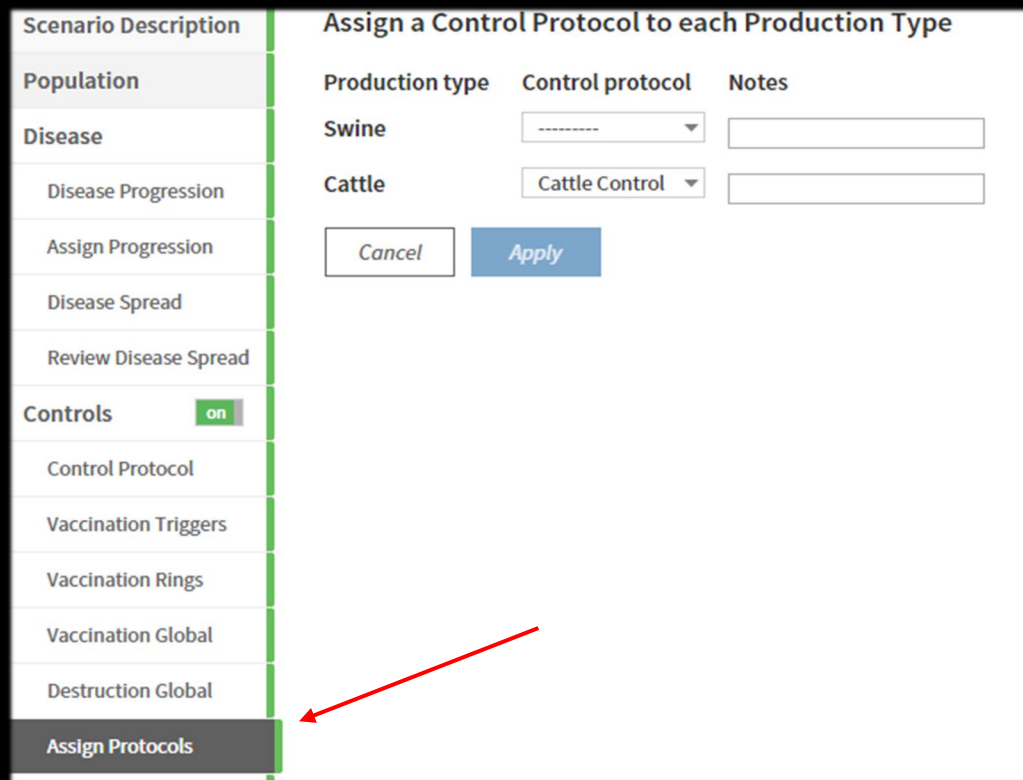 Scenario Description
Population
Disease
Disease Progression
Assign Progression
Disease Spread
Review Disease Spread
Controls on
Control Protocol
Vaccination Triggers
Vaccination Rings
Vaccination Global
Destruction Global
Assign Protocols
Assign a Control Protocol to each Production Type
Production type Control protocol Notes
Swine ---------
Cattle Cattle Control
Cancel Apply